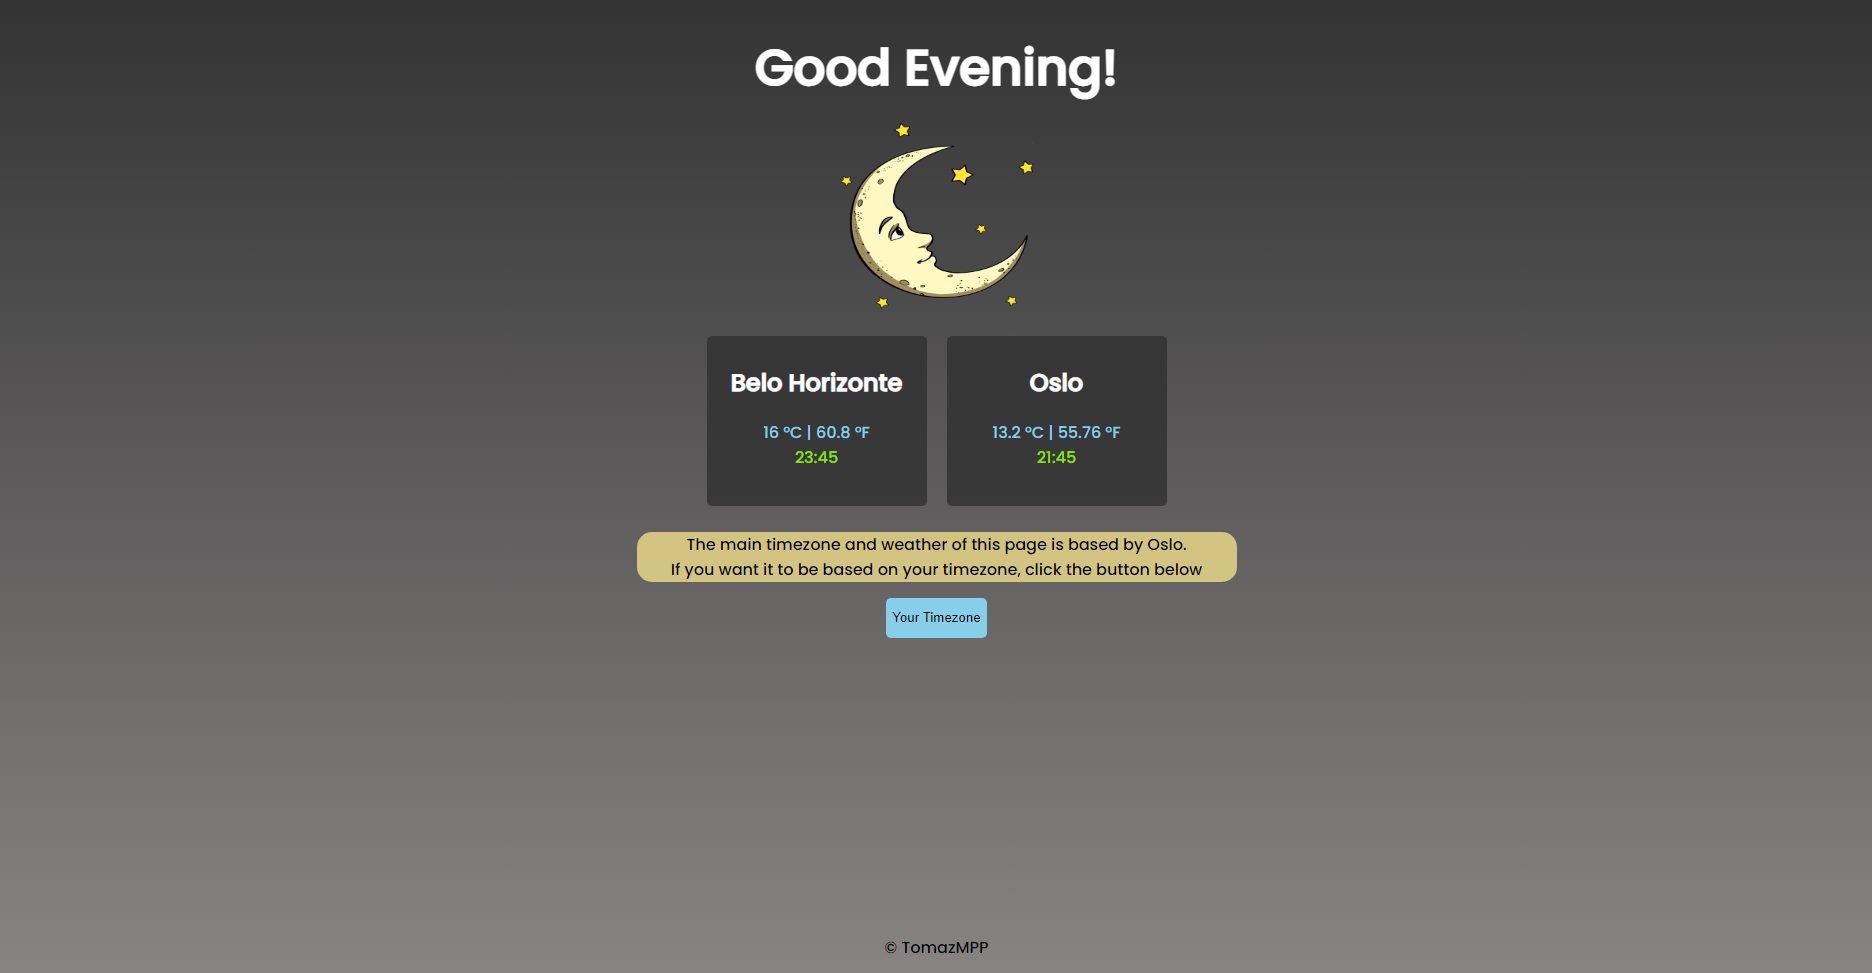 Good Evening!
Belo Horizonte
16 ºC | 60.8 ºF
23:45
Oslo
13.2 ºC | 55.76 ºF
21:45
The main timezone and weather of this page is based by Oslo.
If you want it to be based on your timezone, click the button below
Your Timezone
© TomazMPP